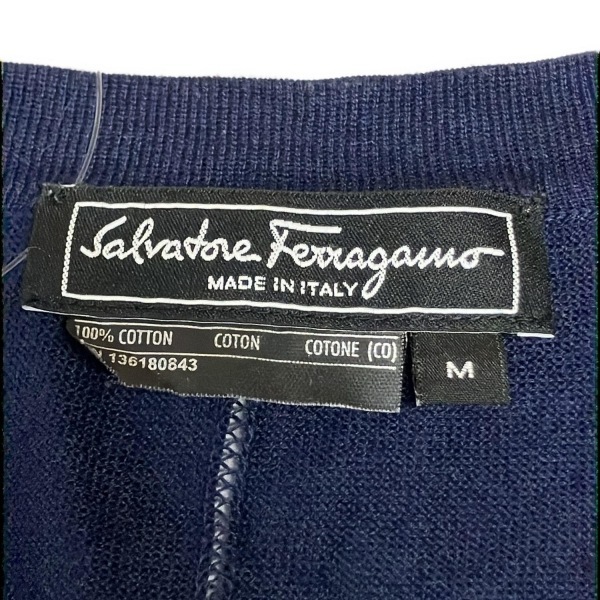 Salvatore Ferragamo
MADE IN ITALY
100% COTTON COTON COTONE (CO)
136180843
M